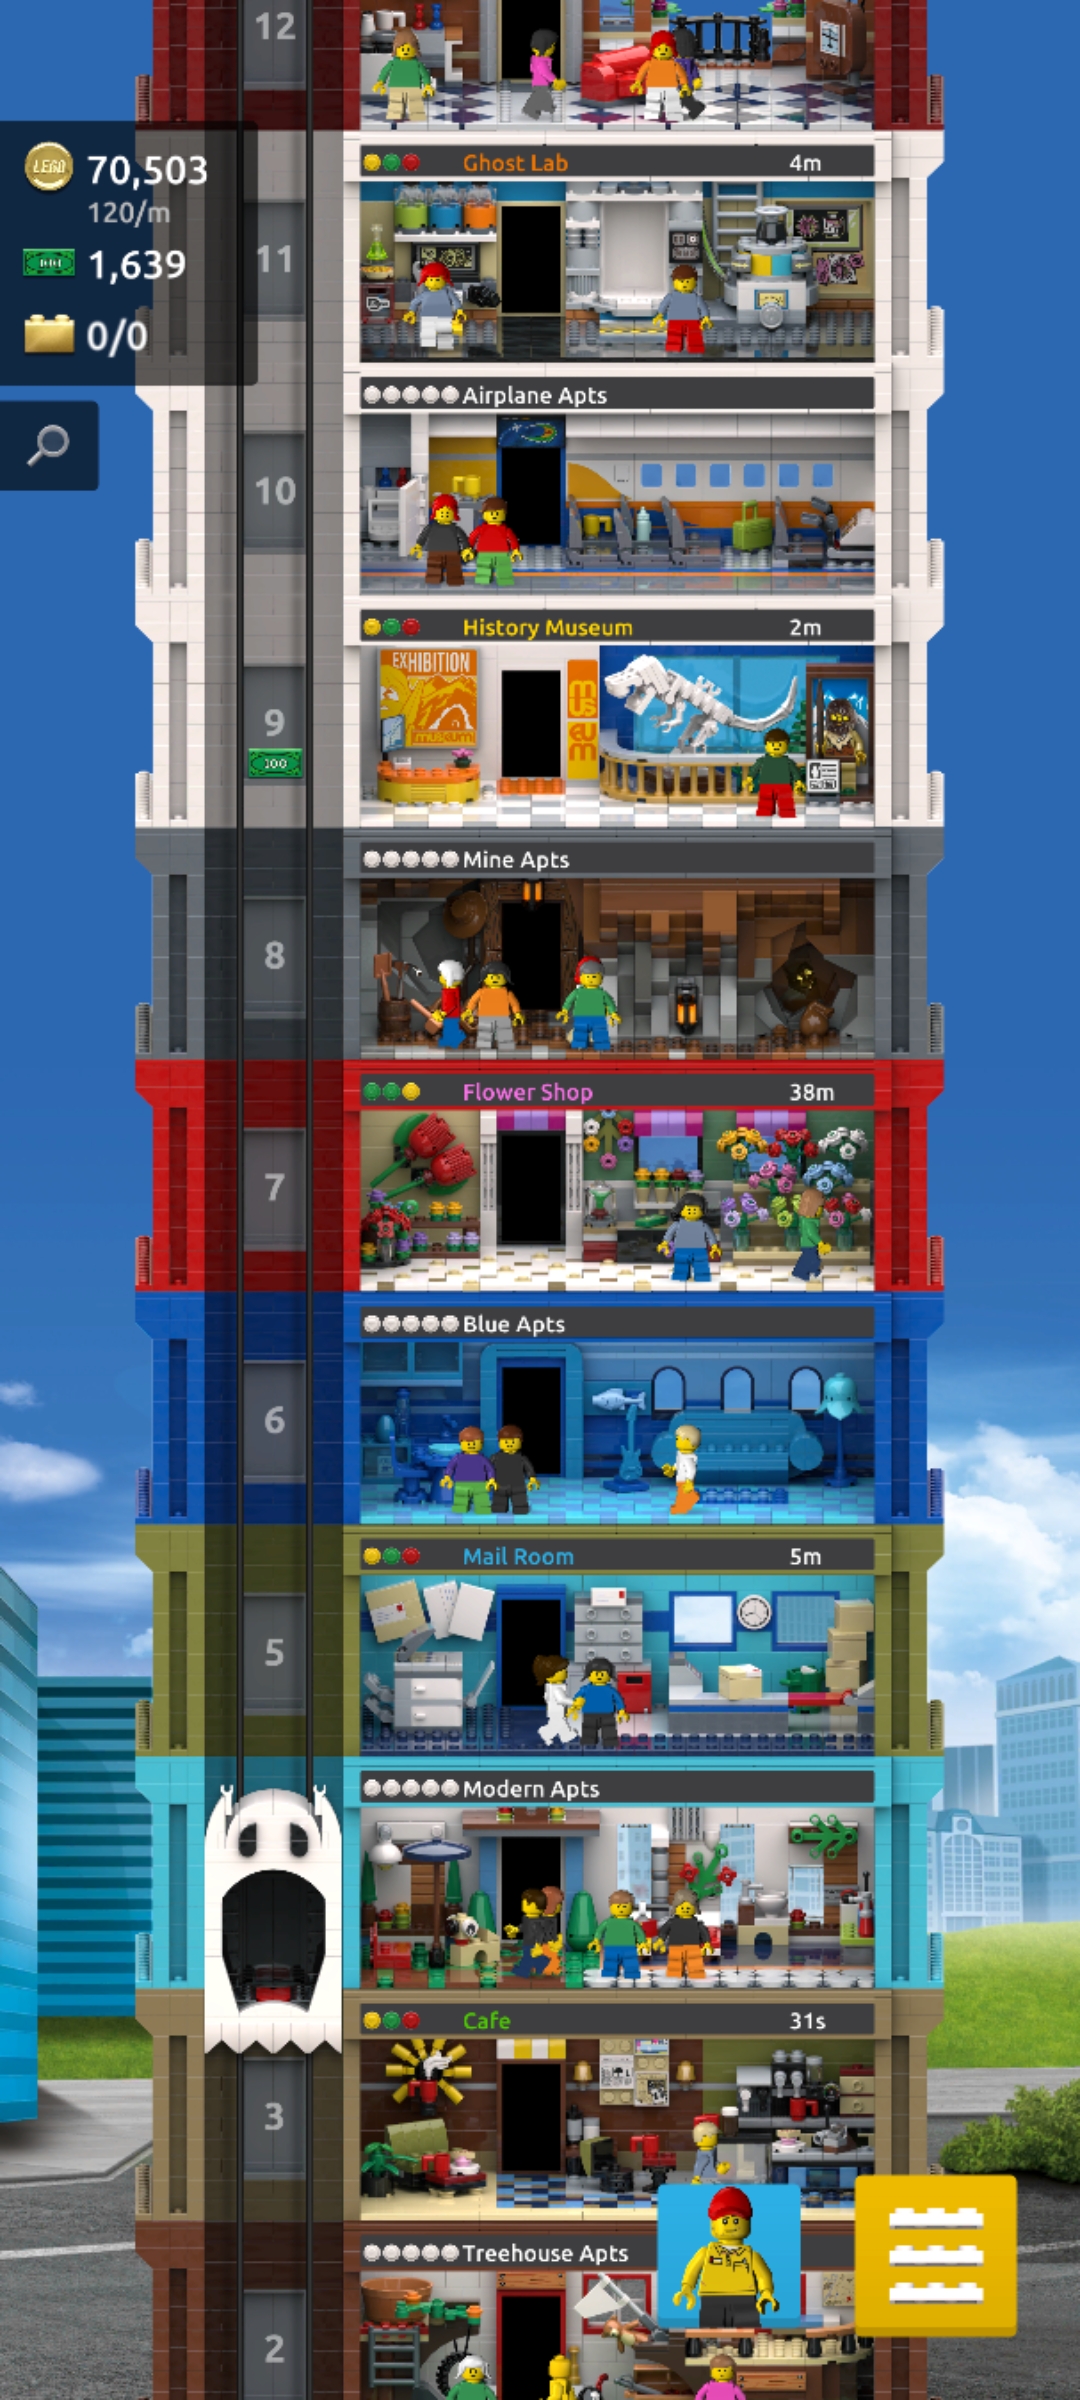 12
LEGO
70,503
120/m
1,639
0/0
Ghost Lab 4m
11
Airplane Apts
10
History Museum 2m
EXHIBITION
museum
MUSEUM
9
100
Mine Apts
8
Flower Shop 38m
7
Blue Apts
6
Mail Room 5m
5
Modern Apts
Cafe 31s
3
Treehouse Apts
2